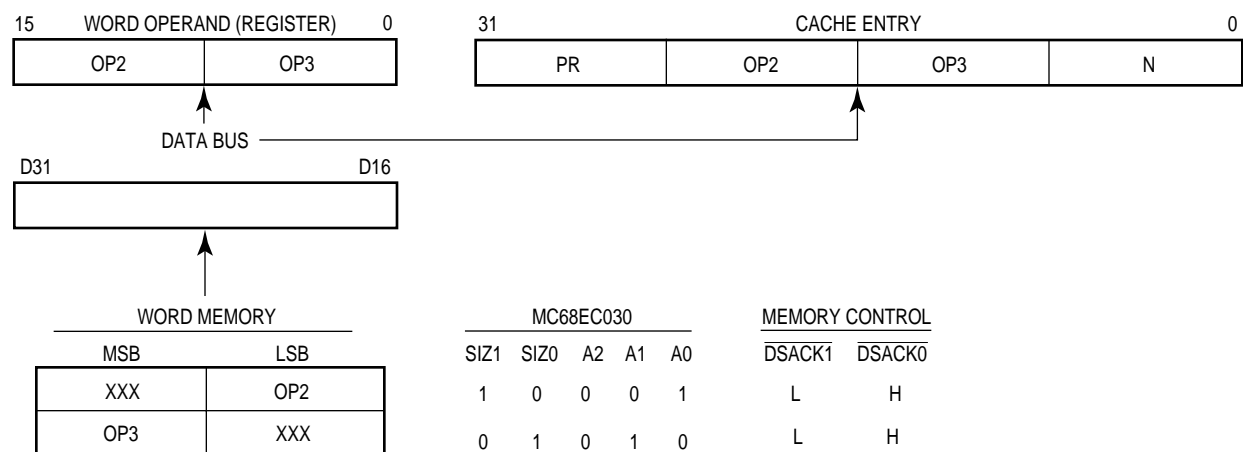 15 WORD OPERAND (REGISTER) 0
OP2 OP3
31 CACHE ENTRY 0
PR OP2 OP3 N
DATA BUS
D31 D16
WORD MEMORY
MSB LSB
XXX OP2
OP3 XXX
MC68EC030
SIZ1 SIZ0 A2 A1 A0
1 0 0 0 1
0 1 0 1 0
MEMORY CONTROL
DSACK1 DSACK0
L H
L H